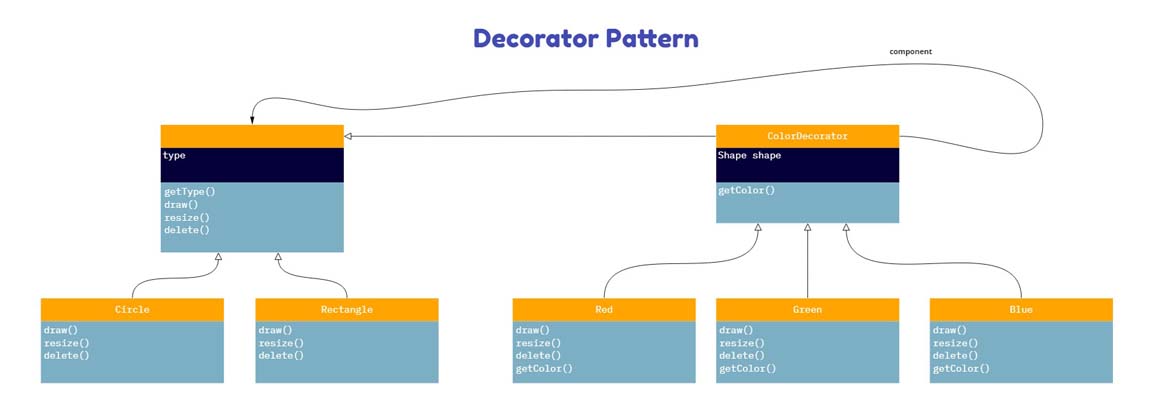 Decorator Pattern
component
type
getType()
draw()
resize()
delete()
ColorDecorator
Shape shape
getColor()
Circle
draw()
resize()
delete()
Rectangle
draw()
resize()
delete()
Red
draw()
resize()
delete()
getColor()
Green
draw()
resize()
delete()
getColor()
Blue
draw()
resize()
delete()
getColor()